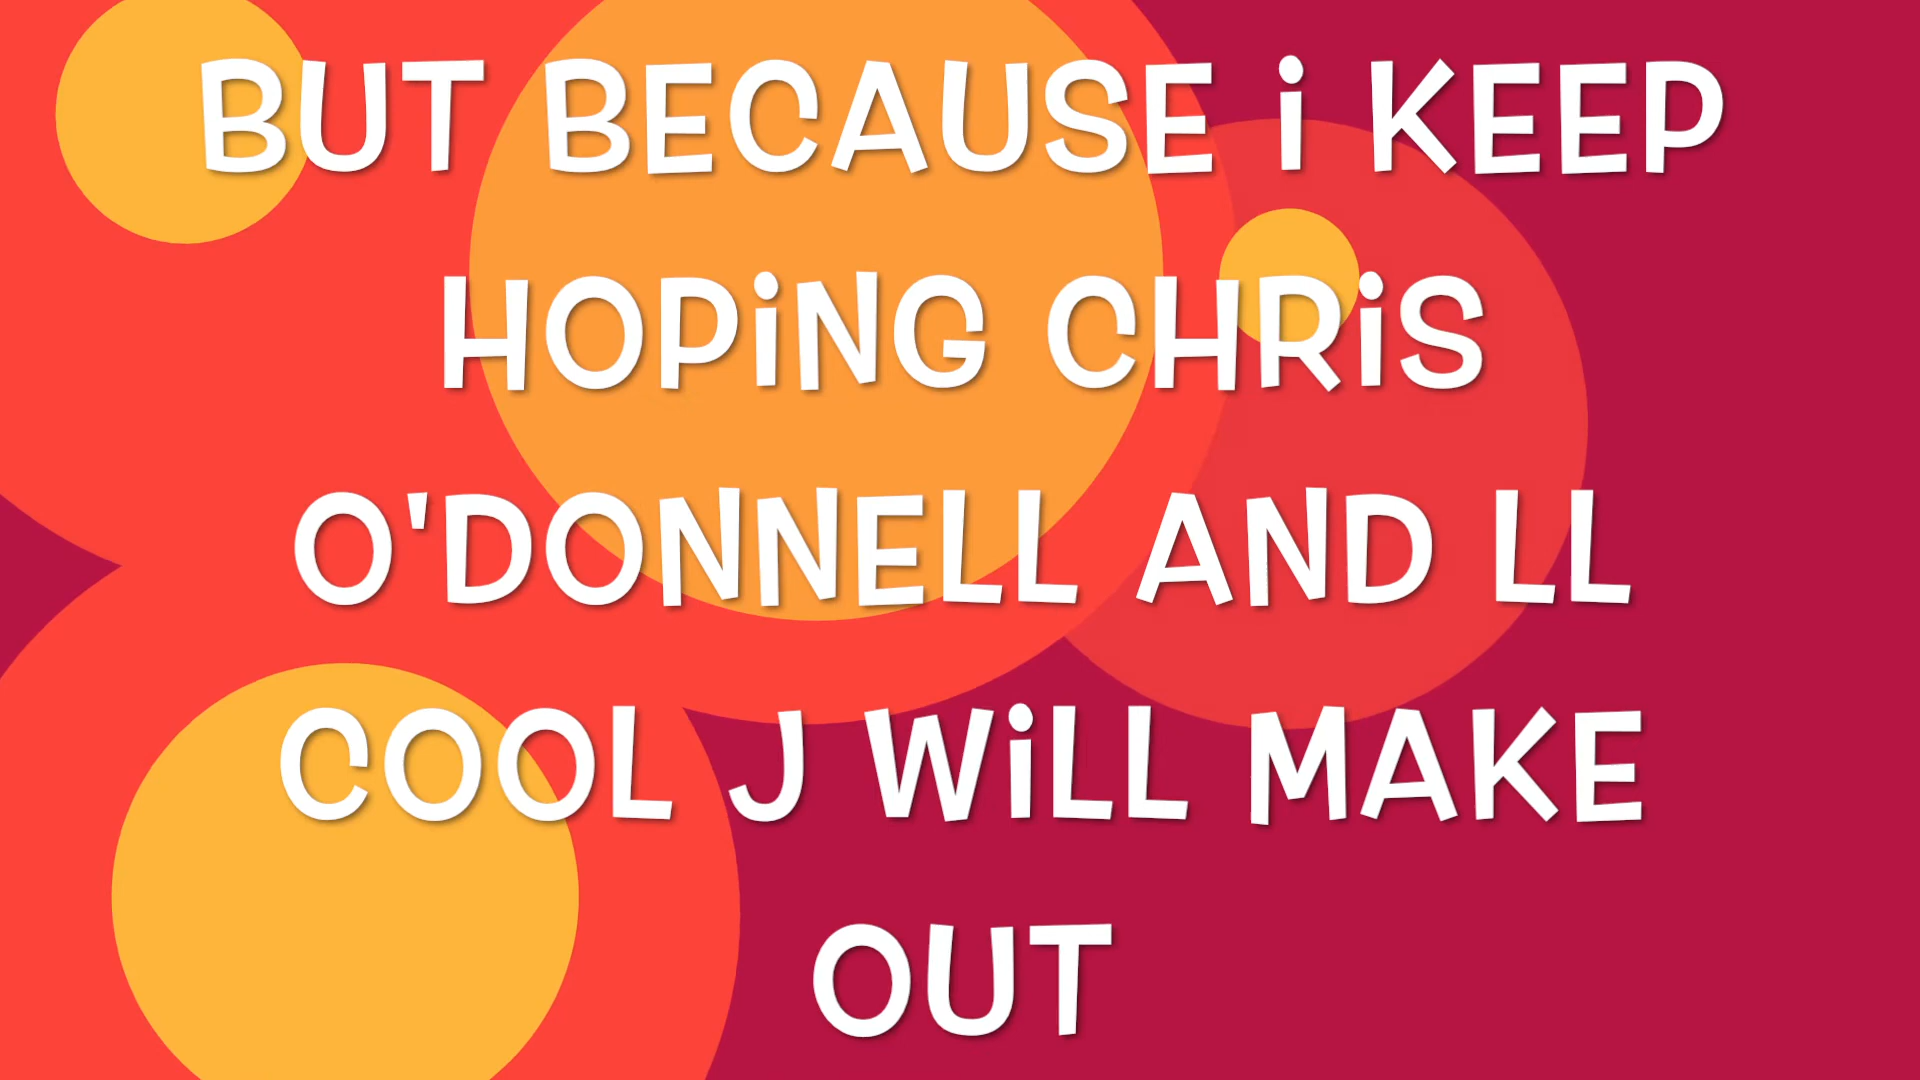 BUT BECAUSE i KEEP
HOPiNG CHRiS
O'DONNELL AND LL
COOL J WiLL MAKE
OUT